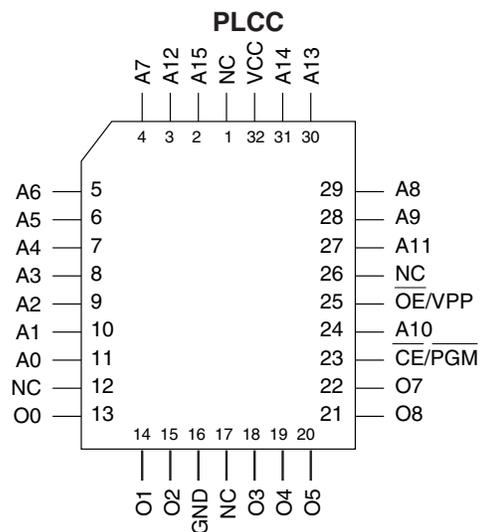 PLCC
A7 A12 A15 NC VCC A14 A13
4 3 2 1 32 31 30
A6 5 29 A8
A5 6 28 A9
A4 7 27 A11
A3 8 26 NC
A2 9 25 OE/VPP
A1 10 24 A10
A0 11 23 CE/PGM
NC 12 22 O7
O0 13 21 O8
14 15 16 17 18 19 20
O1 O2 GND NC O3 O4 O5